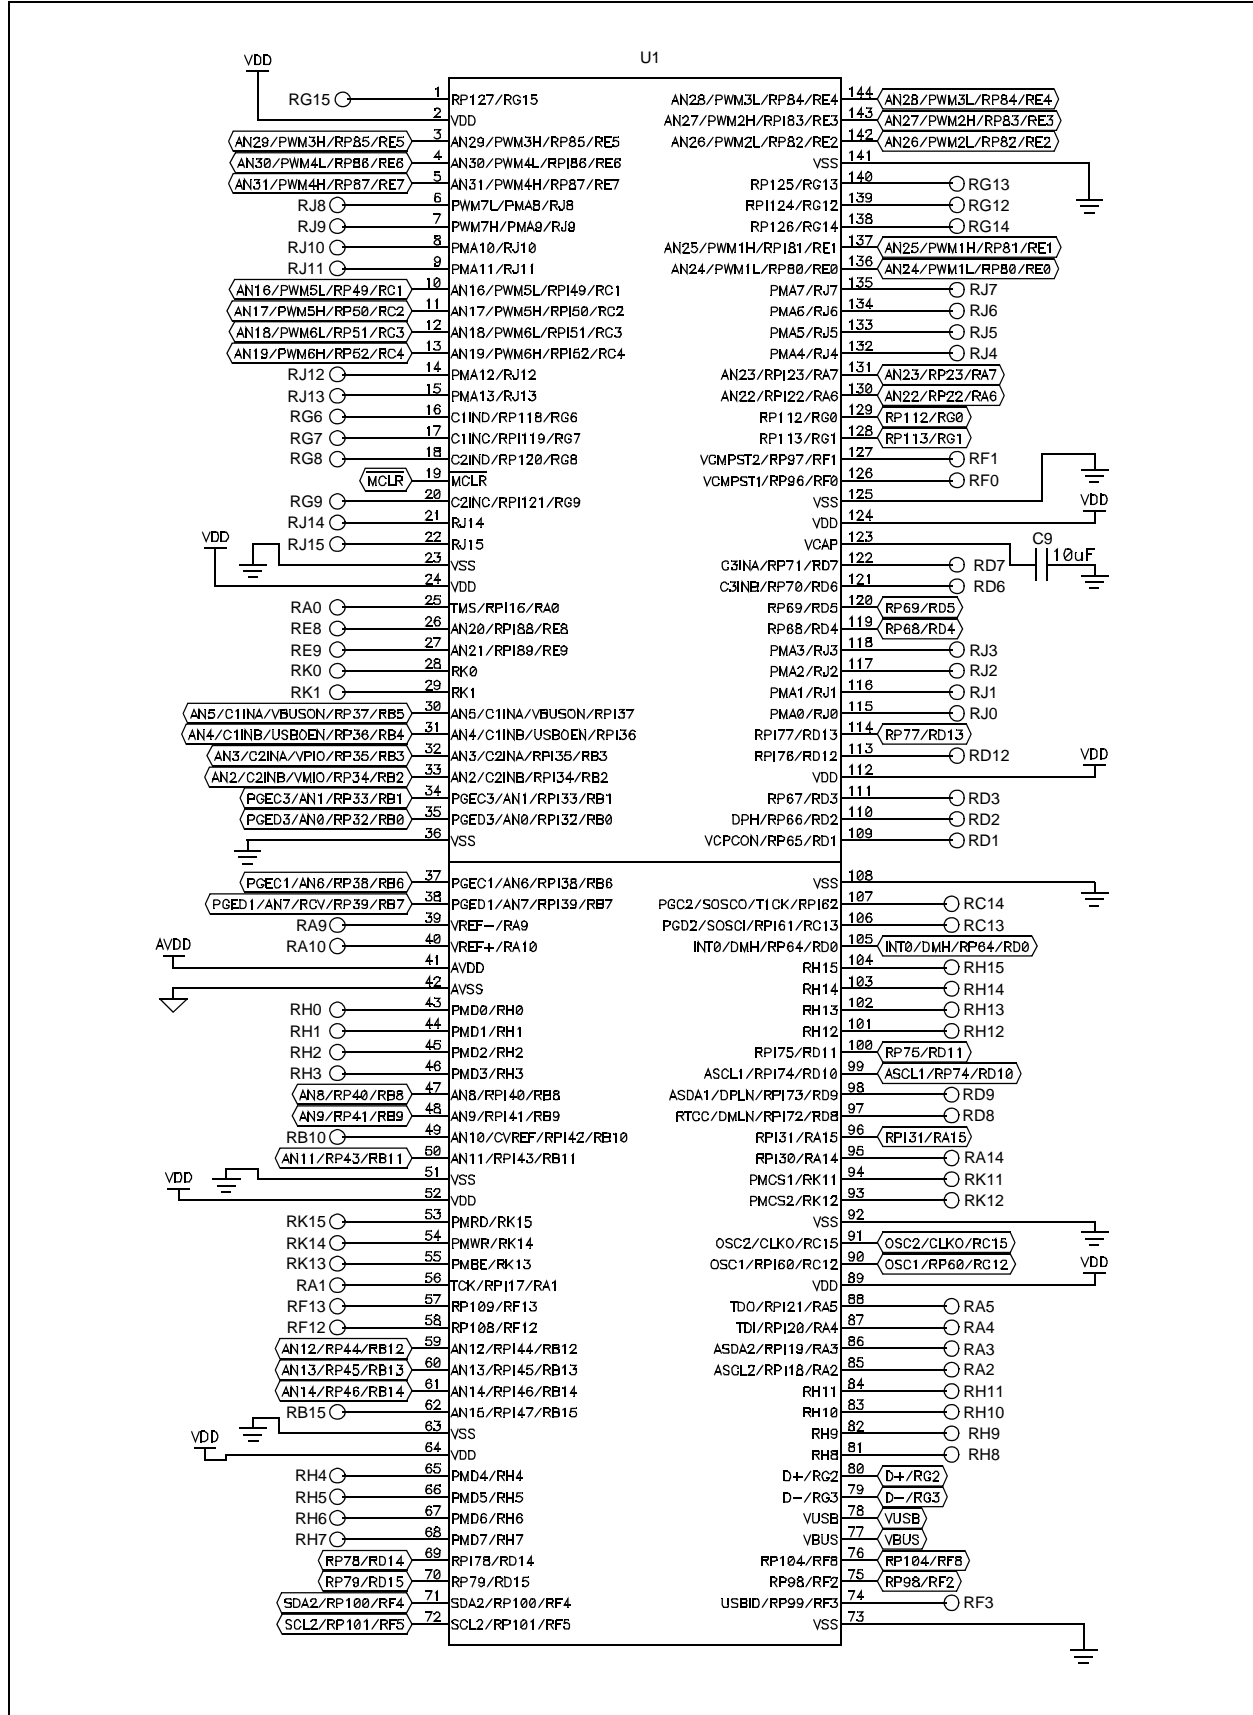 U1
VDD
RG15 1 RP127/RG15 AN28/PWM3L/RP84/RE4 144 AN28/PWM3L/RP84/RE4
2 VDD AN27/PWM2H/RPI83/RE3 143 AN27/PWM2H/RP83/RE3
AN29/PWM3H/RP85/RE5 3 AN29/PWM3H/RP85/RE5 AN26/PWM2L/RP82/RE2 142 AN26/PWM2L/RP82/RE2
AN30/PWM4L/RP86/RE6 4 AN30/PWM4L/RPI86/RE6 VSS 141
AN31/PWM4H/RP87/RE7 5 AN31/PWM4H/RP87/RE7 RP125/RG13 140 RG13
RJ8 6 PWM7L/PMA8/RJ8 RPI124/RG12 139 RG12
RJ9 7 PWM7H/PMA9/RJ9 RP126/RG14 138 RG14
RJ10 8 PMA10/RJ10 AN25/PWM1H/RPI81/RE1 137 AN25/PWM1H/RP81/RE1
RJ11 9 PMA11/RJ11 AN24/PWM1L/RP80/RE0 136 AN24/PWM1L/RP80/RE0
AN16/PWM5L/RP49/RC1 10 AN16/PWM5L/RPI49/RC1 PMA7/RJ7 135 RJ7
AN17/PWM5H/RP50/RC2 11 AN17/PWM5H/RPI50/RC2 PMA6/RJ6 134 RJ6
AN18/PWM6L/RP51/RC3 12 AN18/PWM6L/RPI51/RC3 PMA5/RJ5 133 RJ5
AN19/PWM6H/RP52/RC4 13 AN19/PWM6H/RPI52/RC4 PMA4/RJ4 132 RJ4
RJ12 14 PMA12/RJ12 AN23/RPI23/RA7 131 AN23/RP23/RA7
RJ13 15 PMA13/RJ13 AN22/RPI22/RA6 130 AN22/RP22/RA6
RG6 16 C1IND/RP118/RG6 RP112/RG0 129 RP112/RG0
RG7 17 C1INC/RPI119/RG7 RP113/RG1 128 RP113/RG1
RG8 18 C2IND/RP120/RG8 VCMPST2/RP97/RF1 127 RF1
MCLR 19 MCLR VCMPST1/RP96/RF0 126 RF0
RG9 20 C2INC/RPI121/RG9 VSS 125 VDD
RJ14 21 RJ14 VDD 124
VDD RJ15 22 RJ15 VCAP 123 C9 10uF
23 VSS C3INA/RP71/RD7 122 RD7
24 VDD C3INB/RP70/RD6 121 RD6
RA0 25 TMS/RPI16/RA0 RP69/RD5 120 RP69/RD5
RE8 26 AN20/RPI88/RE8 RP68/RD4 119 RP68/RD4
RE9 27 AN21/RPI89/RE9 PMA3/RJ3 118 RJ3
RK0 28 RK0 PMA2/RJ2 117 RJ2
RK1 29 RK1 PMA1/RJ1 116 RJ1
AN5/C1INA/VBUSON/RP37/RB5 30 AN5/C1INA/VBUSON/RPI37 PMA0/RJ0 115 RJ0
AN4/C1INB/USBOEN/RP36/RB4 31 AN4/C1INB/USBOEN/RPI36 RPI77/RD13 114 RP77/RD13
AN3/C2INA/VPIO/RP35/RB3 32 AN3/C2INA/RPI35/RB3 RPI76/RD12 113 RD12 VDD
AN2/C2INB/VMIO/RP34/RB2 33 AN2/C2INB/RPI34/RB2 VDD 112
PGEC3/AN1/RP33/RB1 34 PGEC3/AN1/RPI33/RB1 RP67/RD3 111 RD3
PGED3/AN0/RP32/RB0 35 PGED3/AN0/RPI32/RB0 DPH/RP66/RD2 110 RD2
36 VSS VCPCON/RP65/RD1 109 RD1
PGEC1/AN6/RP38/RB6 37 PGEC1/AN6/RPI38/RB6 VSS 108
PGED1/AN7/RCV/RP39/RB7 38 PGED1/AN7/RPI39/RB7 PGC2/SOSCO/T1CK/RPI62 107 RC14
RA9 39 VREF-/RA9 PGD2/SOSCI/RPI61/RC13 106 RC13
AVDD RA10 40 VREF+/RA10 INT0/DMH/RP64/RD0 105 INT0/DMH/RP64/RD0
41 AVDD RH15 104 RH15
42 AVSS RH14 103 RH14
RH0 43 PMD0/RH0 RH13 102 RH13
RH1 44 PMD1/RH1 RH12 101 RH12
RH2 45 PMD2/RH2 RPI75/RD11 100 RP75/RD11
RH3 46 PMD3/RH3 ASCL1/RPI74/RD10 99 ASCL1/RP74/RD10
AN8/RP40/RB8 47 AN8/RPI40/RB8 ASDA1/DPLN/RPI73/RD9 98 RD9
AN9/RP41/RB9 48 AN9/RPI41/RB9 RTCC/DMLN/RPI72/RD8 97 RD8
RB10 49 AN10/CVREF/RPI42/RB10 RPI31/RA15 96 RPI31/RA15
AN11/RP43/RB11 50 AN11/RPI43/RB11 RPI30/RA14 95 RA14
VDD 51 VSS PMCS1/RK11 94 RK11
52 VDD PMCS2/RK12 93 RK12
RK15 53 PMRD/RK15 VSS 92
RK14 54 PMWR/RK14 OSC2/CLKO/RC15 91 OSC2/CLKO/RC15
RK13 55 PMBE/RK13 OSC1/RPI60/RC12 90 OSC1/RP60/RC12 VDD
RA1 56 TCK/RPI17/RA1 VDD 89
RF13 57 RP109/RF13 TDO/RPI21/RA5 88 RA5
RF12 58 RP108/RF12 TDI/RPI20/RA4 87 RA4
AN12/RP44/RB12 59 AN12/RPI44/RB12 ASDA2/RPI19/RA3 86 RA3
AN13/RP45/RB13 60 AN13/RPI45/RB13 ASCL2/RPI18/RA2 85 RA2
AN14/RP46/RB14 61 AN14/RPI46/RB14 RH11 84 RH11
RB15 62 AN15/RPI47/RB15 RH10 83 RH10
VDD 63 VSS RH9 82 RH9
64 VDD RH8 81 RH8
RH4 65 PMD4/RH4 D+/RG2 80 D+/RG2
RH5 66 PMD5/RH5 D-/RG3 79 D-/RG3
RH6 67 PMD6/RH6 VUSB 78 VUSB
RH7 68 PMD7/RH7 VBUS 77 VBUS
RP78/RD14 69 RPI78/RD14 RP104/RF8 76 RP104/RF8
RP79/RD15 70 RP79/RD15 RP98/RF2 75 RP98/RF2
SDA2/RP100/RF4 71 SDA2/RP100/RF4 USBID/RP99/RF3 74 RF3
SCL2/RP101/RF5 72 SCL2/RP101/RF5 VSS 73